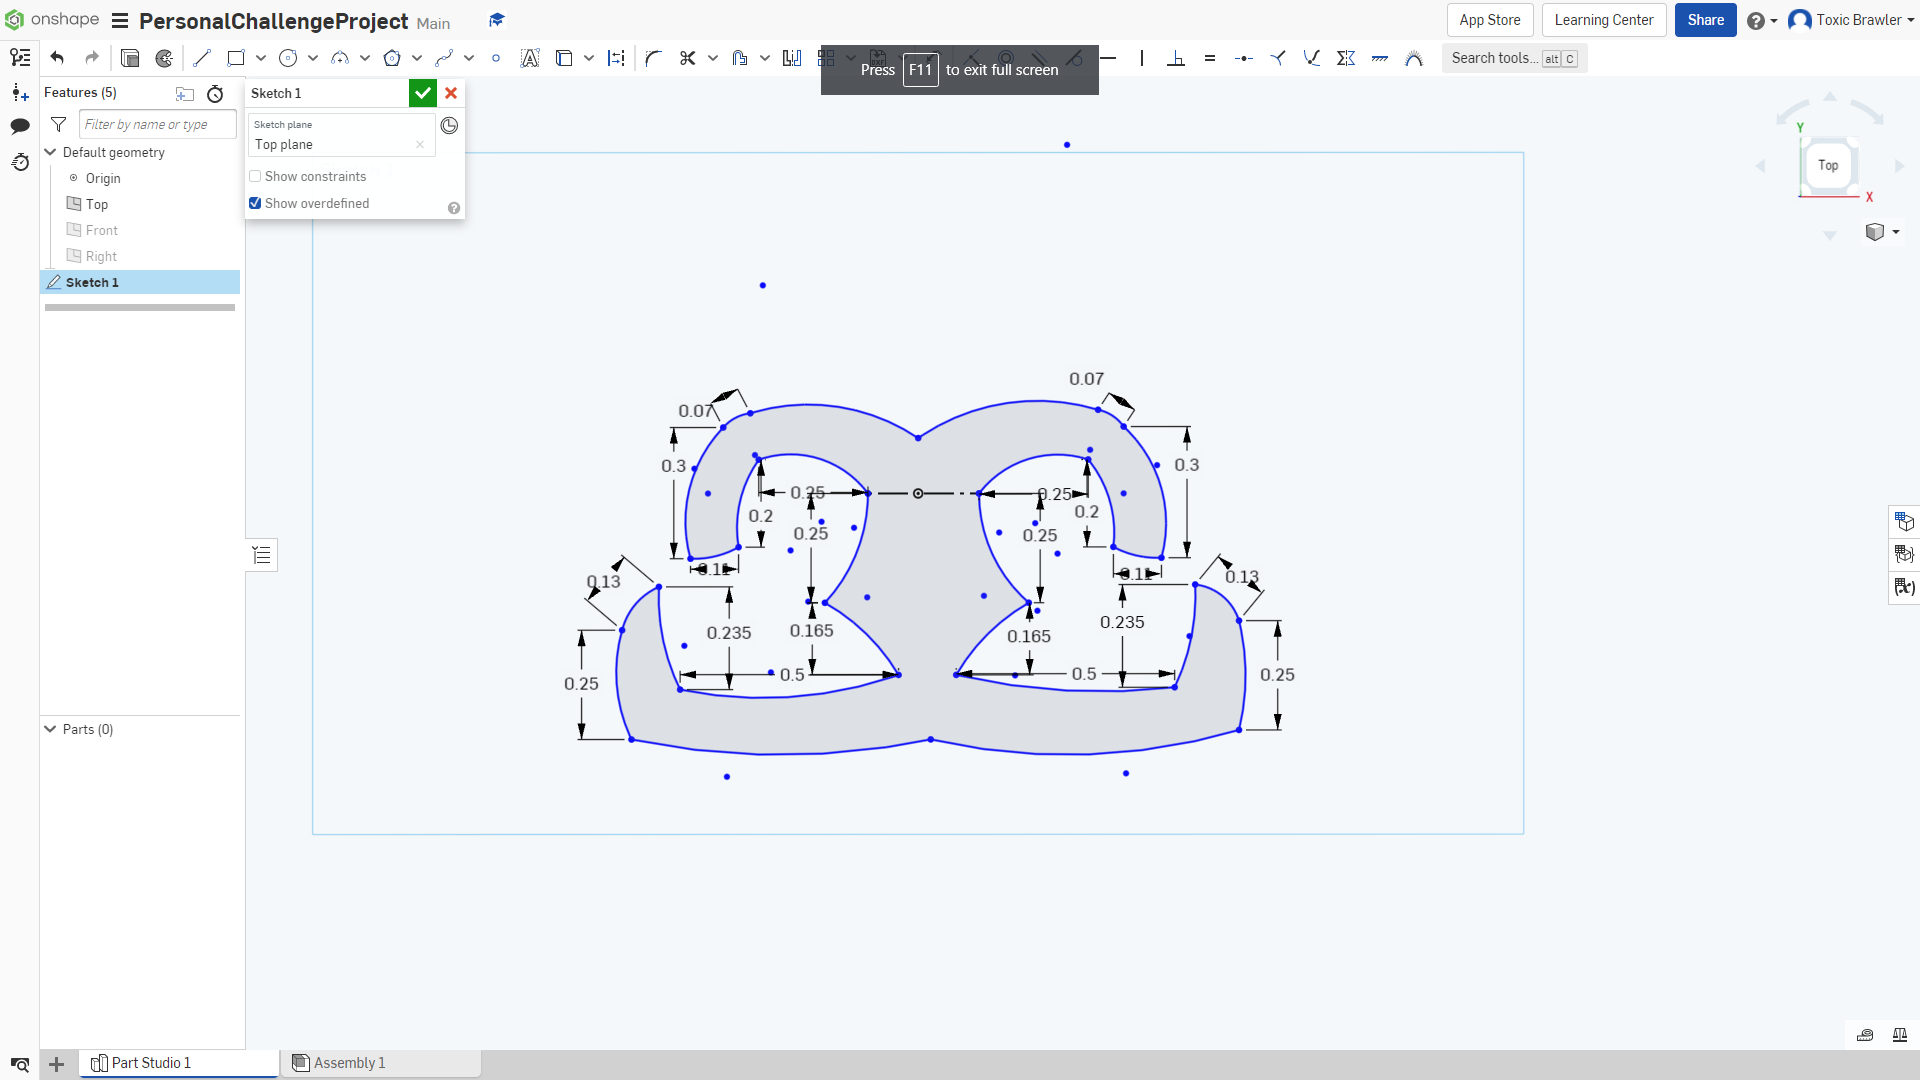 onshape PersonalChallengeProject Main App Store Learning Center Share Toxic Brawler
Search tools... alt C
Press F11 to exit full screen
Features (5)
Filter by name or type
Default geometry
Origin
Top
Front
Right
Sketch 1
Parts (0)
Sketch 1
Sketch plane
Top plane
Show constraints
Show overdefined
Y
Top
X
0.07
0.07
0.3
0.3
0.25
0.25
0.2
0.2
0.25
0.25
0.11
0.11
0.13
0.13
0.235
0.235
0.165
0.165
0.5
0.5
0.25
0.25
(x)
Part Studio 1
Assembly 1